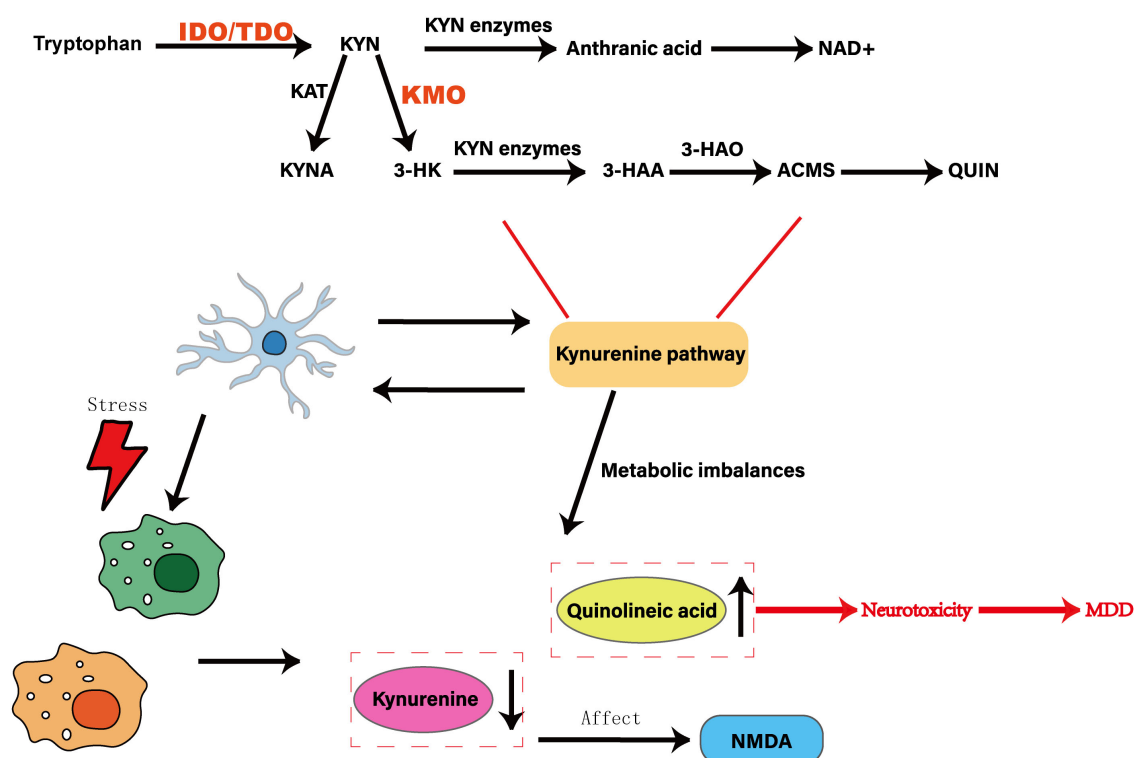 Tryptophan
IDO/TDO
KYN
KYN enzymes
Anthranic acid
NAD+
KAT
KMO
KYNA
3-HK
KYN enzymes
3-HAA
3-HAO
ACMS
QUIN
Kynurenine pathway
Stress
Metabolic imbalances
Quinolineic acid
Neurotoxicity
MDD
Kynurenine
Affect
NMDA